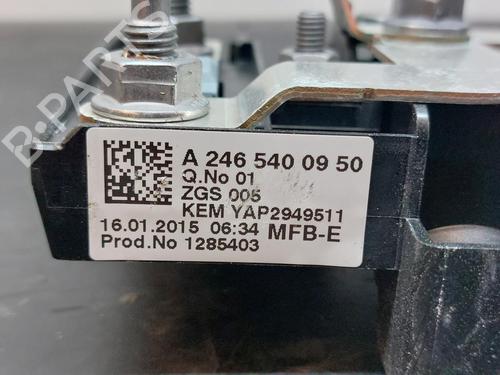 B-PARTS
A 246 540 09 50
Q.No 01
ZGS 005
KEM YAP2949511
16.01.2015 06:34 MFB-E
Prod.No 1285403